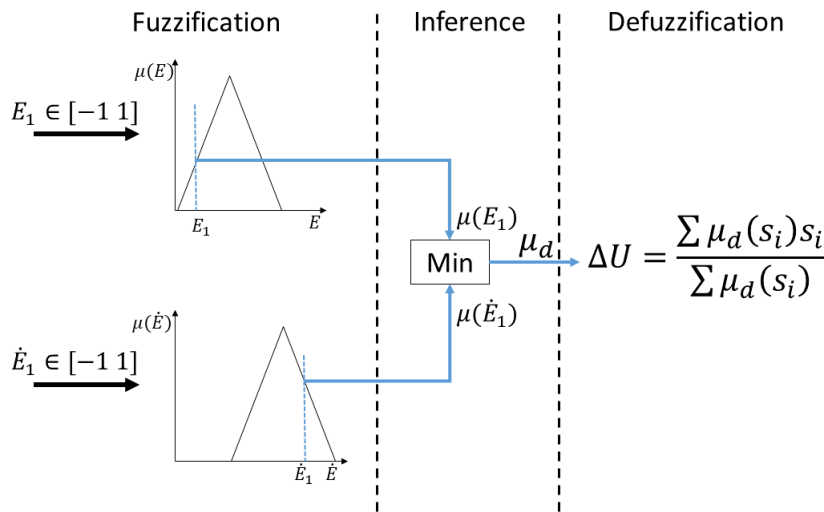 Fuzzification
Inference
Defuzzification
μ(E)
E₁ ∈ [−1 1]
E₁
E
μ(E₁)
Min
μ_d
ΔU = ∑ μ_d(s_i)s_i / ∑ μ_d(s_i)
μ(Ė₁)
μ(Ė)
Ė₁ ∈ [−1 1]
Ė₁
Ė